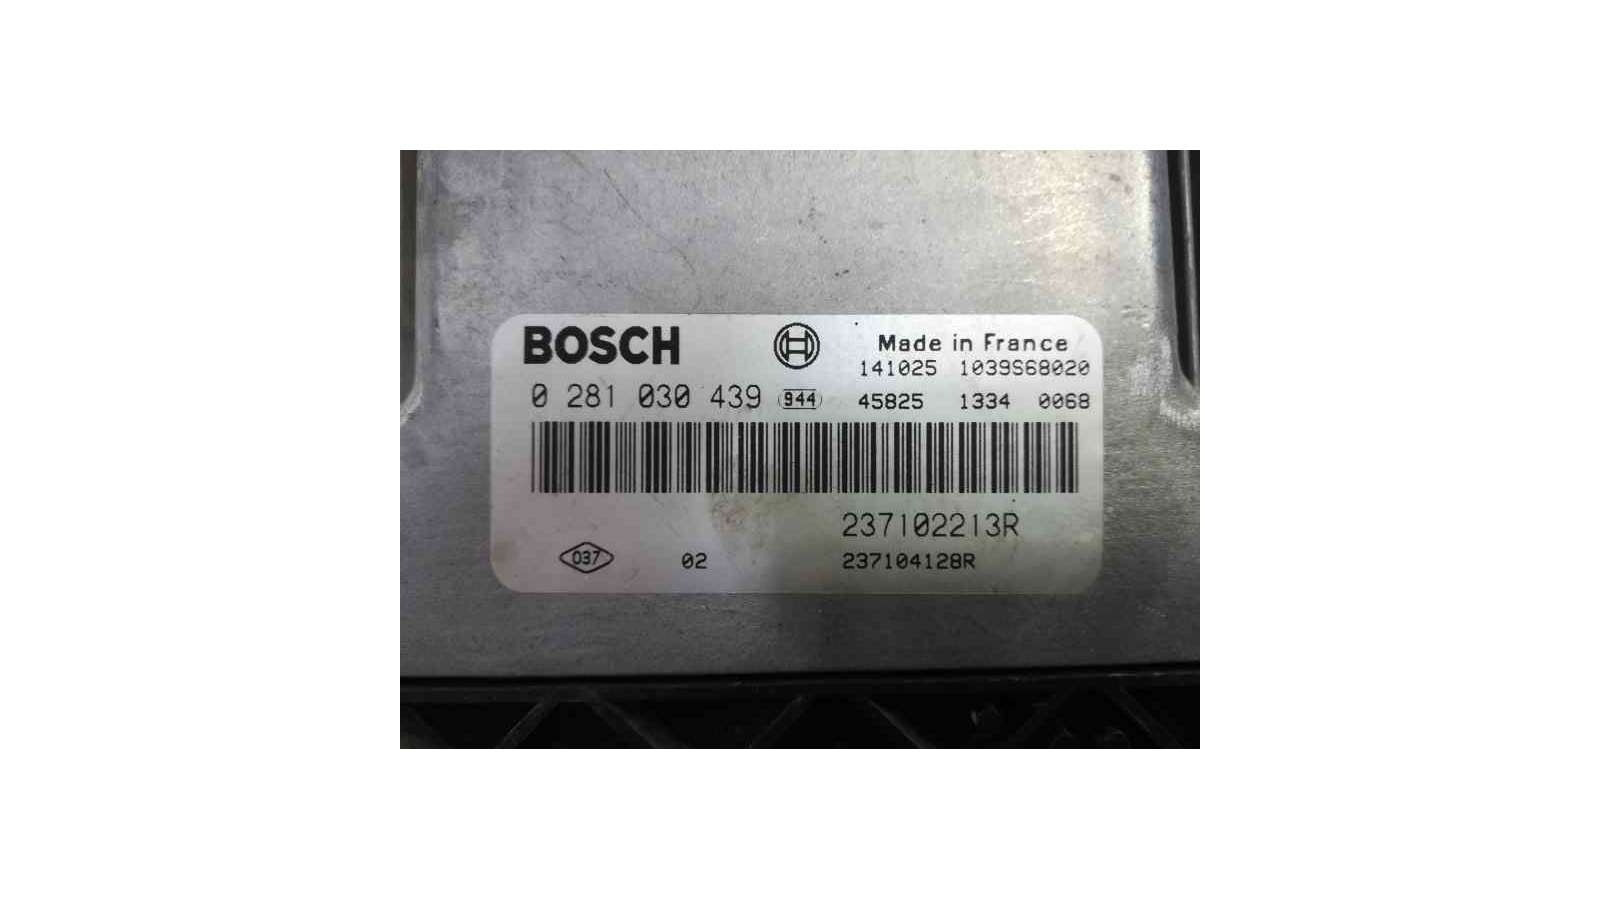 BOSCH Made in France
141025 1039S68020
0 281 030 439 944 45825 1334 0068
237102213R
037 02 237104128R